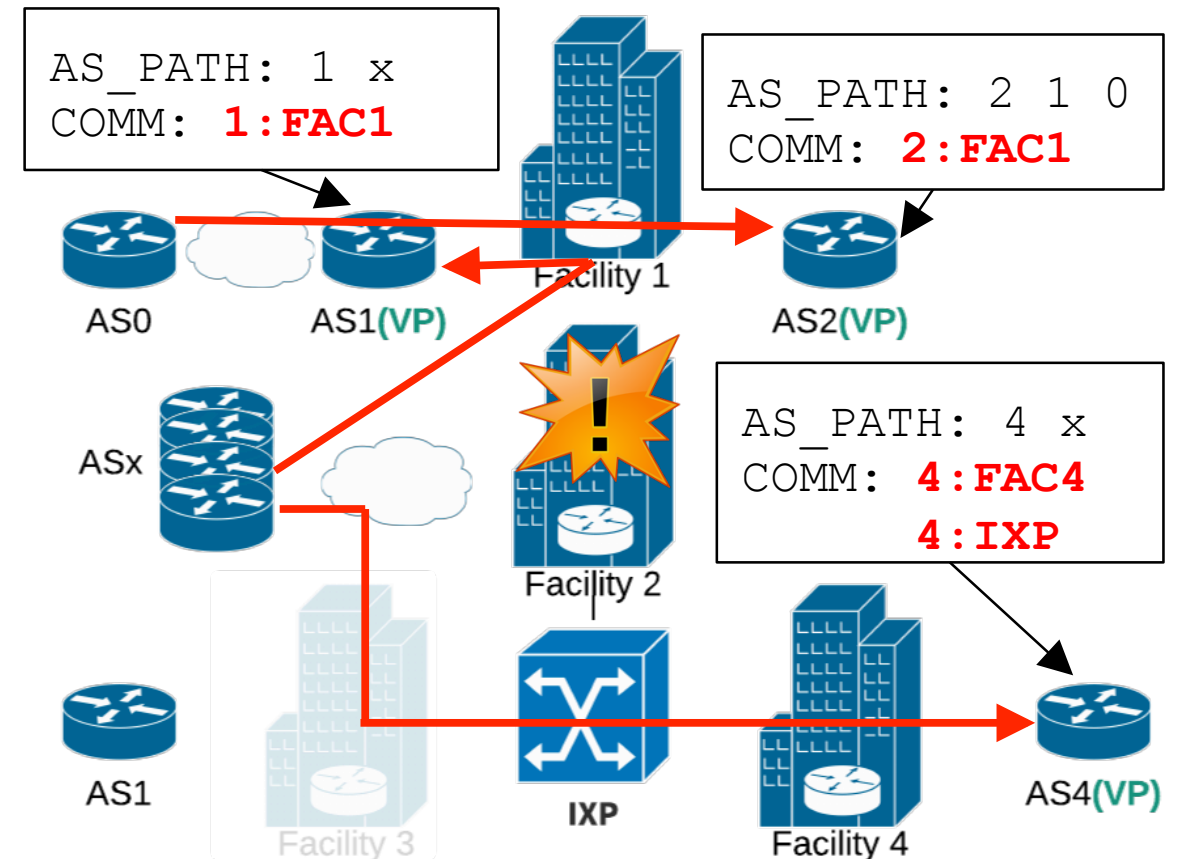 AS_PATH: 1 x
COMM: 1:FAC1
AS_PATH: 2 1 0
COMM: 2:FAC1
Facility 1
AS0
AS1(VP)
AS2(VP)
!
AS_PATH: 4 x
COMM: 4:FAC4
4:IXP
ASx
Facility 2
AS1
Facility 3
IXP
Facility 4
AS4(VP)